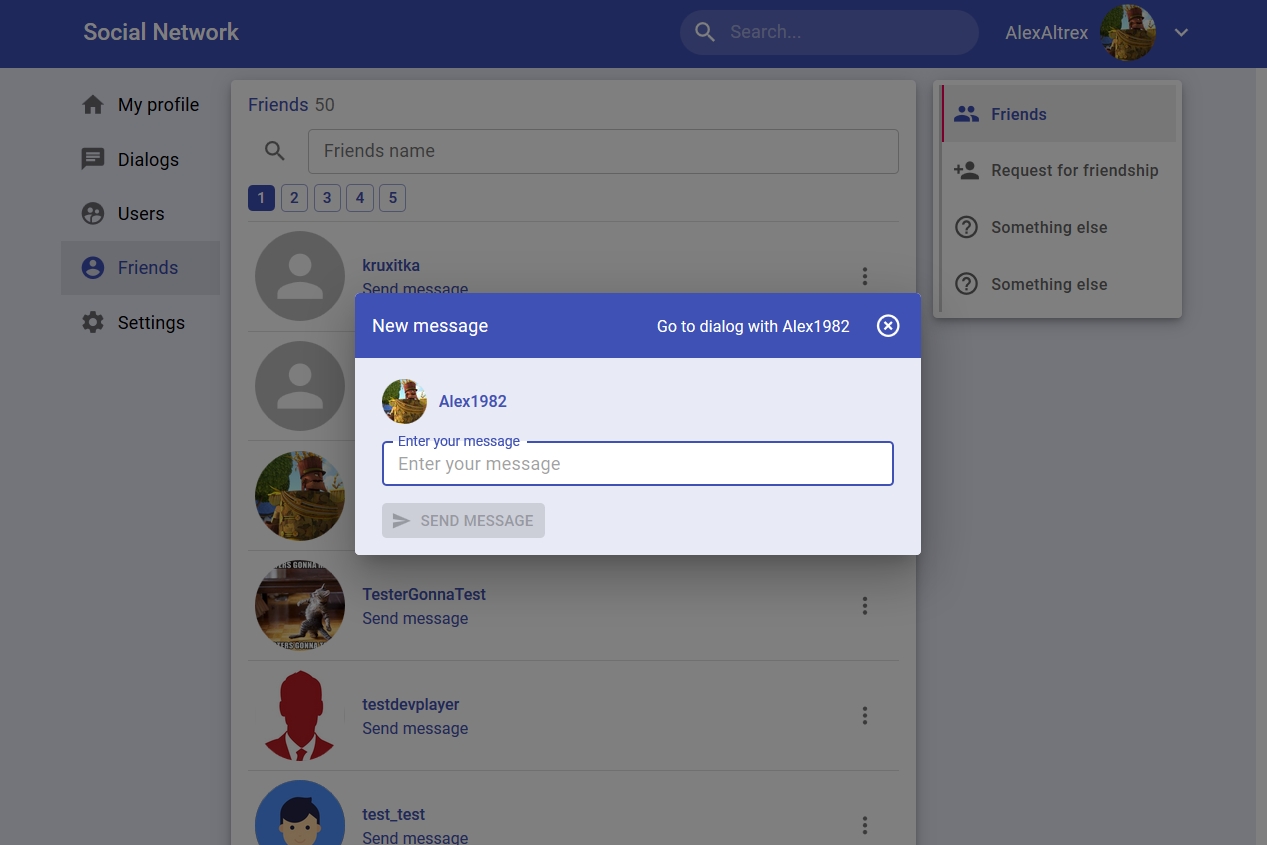 Social Network
Search...
AlexAltrex
My profile
Dialogs
Users
Friends
Settings
Friends 50
Friends name
1 2 3 4 5
kruxitka
Send message
New message
Go to dialog with Alex1982
Alex1982
Enter your message
Enter your message
SEND MESSAGE
TesterGonnaTest
Send message
testdevplayer
Send message
test_test
Send message
Friends
Request for friendship
Something else
Something else